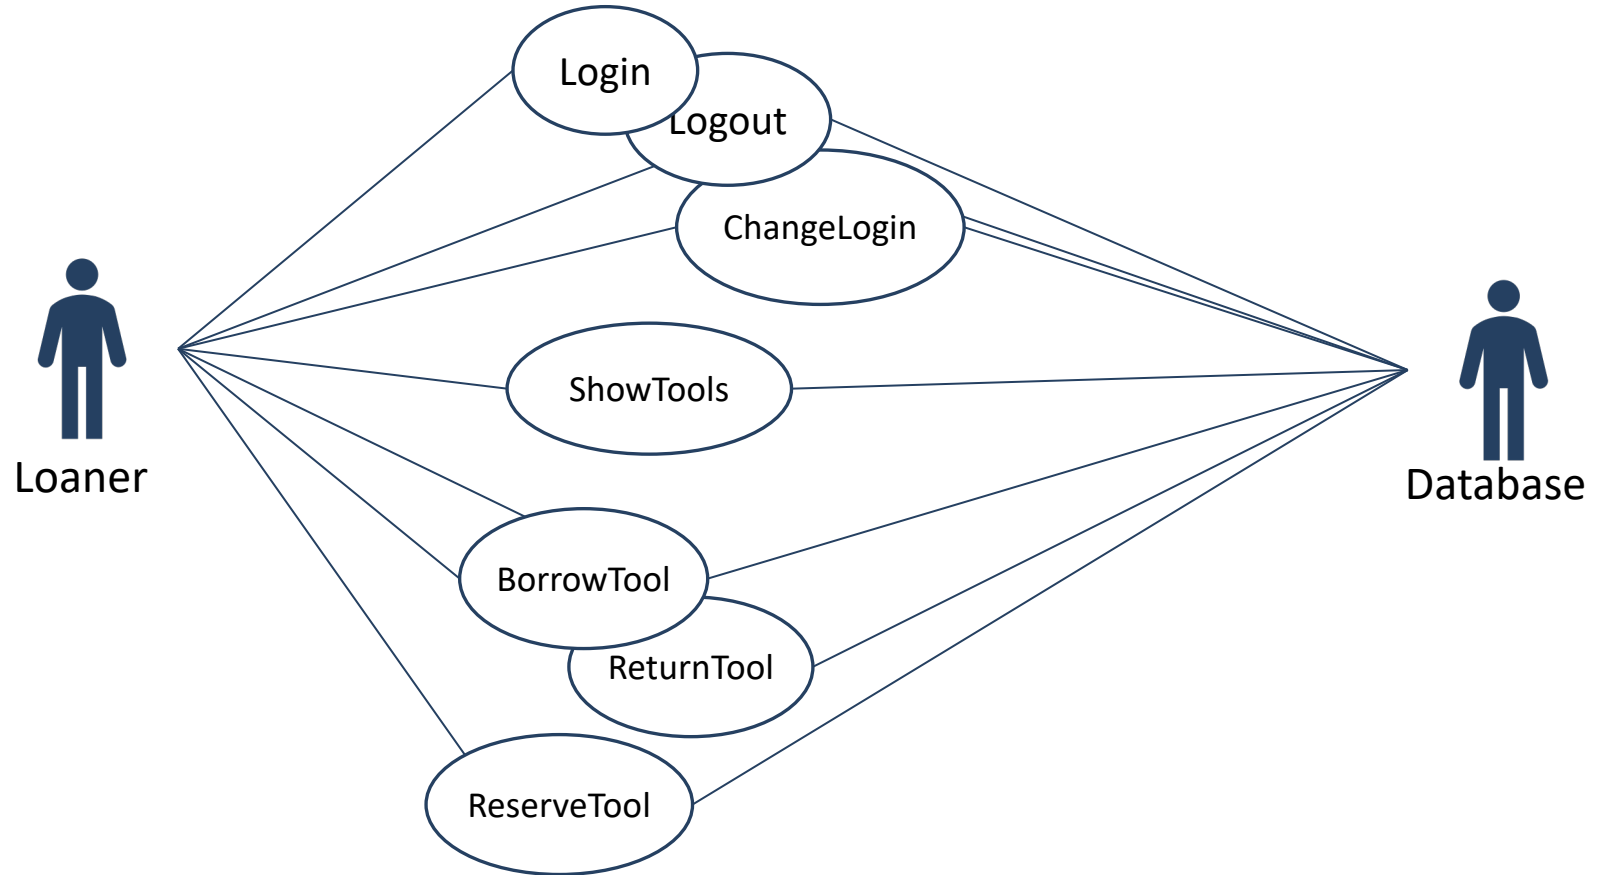 Login
Logout
ChangeLogin
ShowTools
Loaner
Database
BorrowTool
ReturnTool
ReserveTool